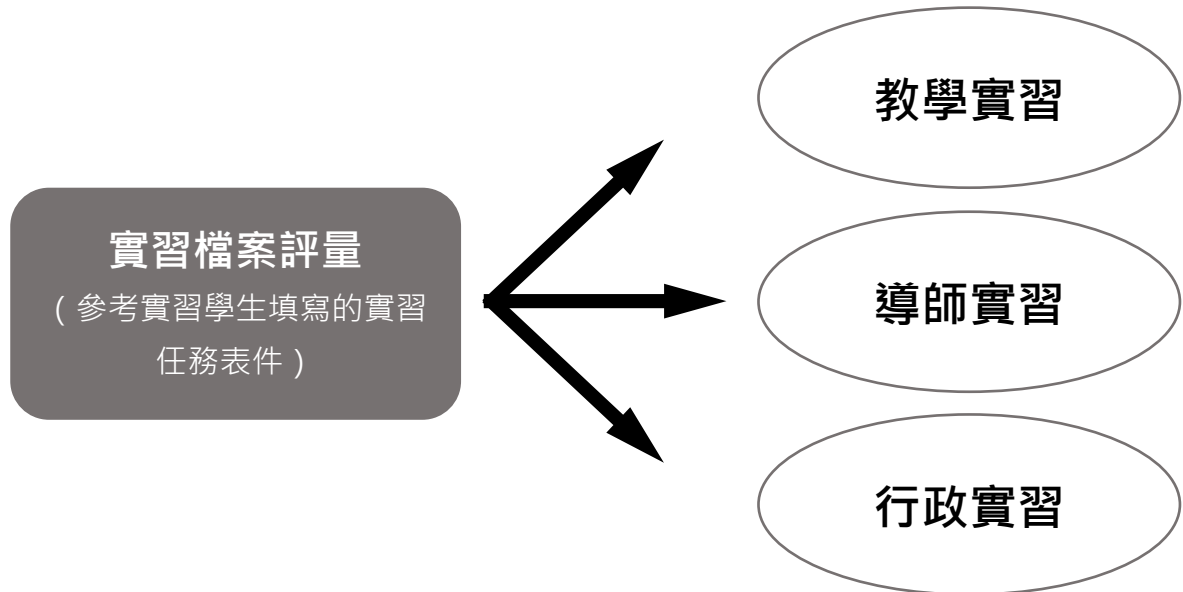 實習檔案評量
（參考實習學生填寫的實習
任務表件）
教學實習
導師實習
行政實習